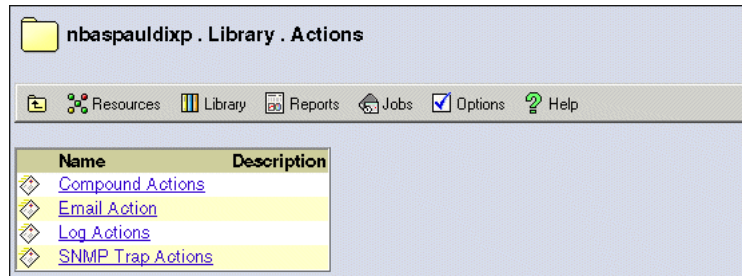 nbaspauldixp . Library . Actions
Resources Library Reports Jobs Options Help
Name Description
Compound Actions
Email Action
Log Actions
SNMP Trap Actions